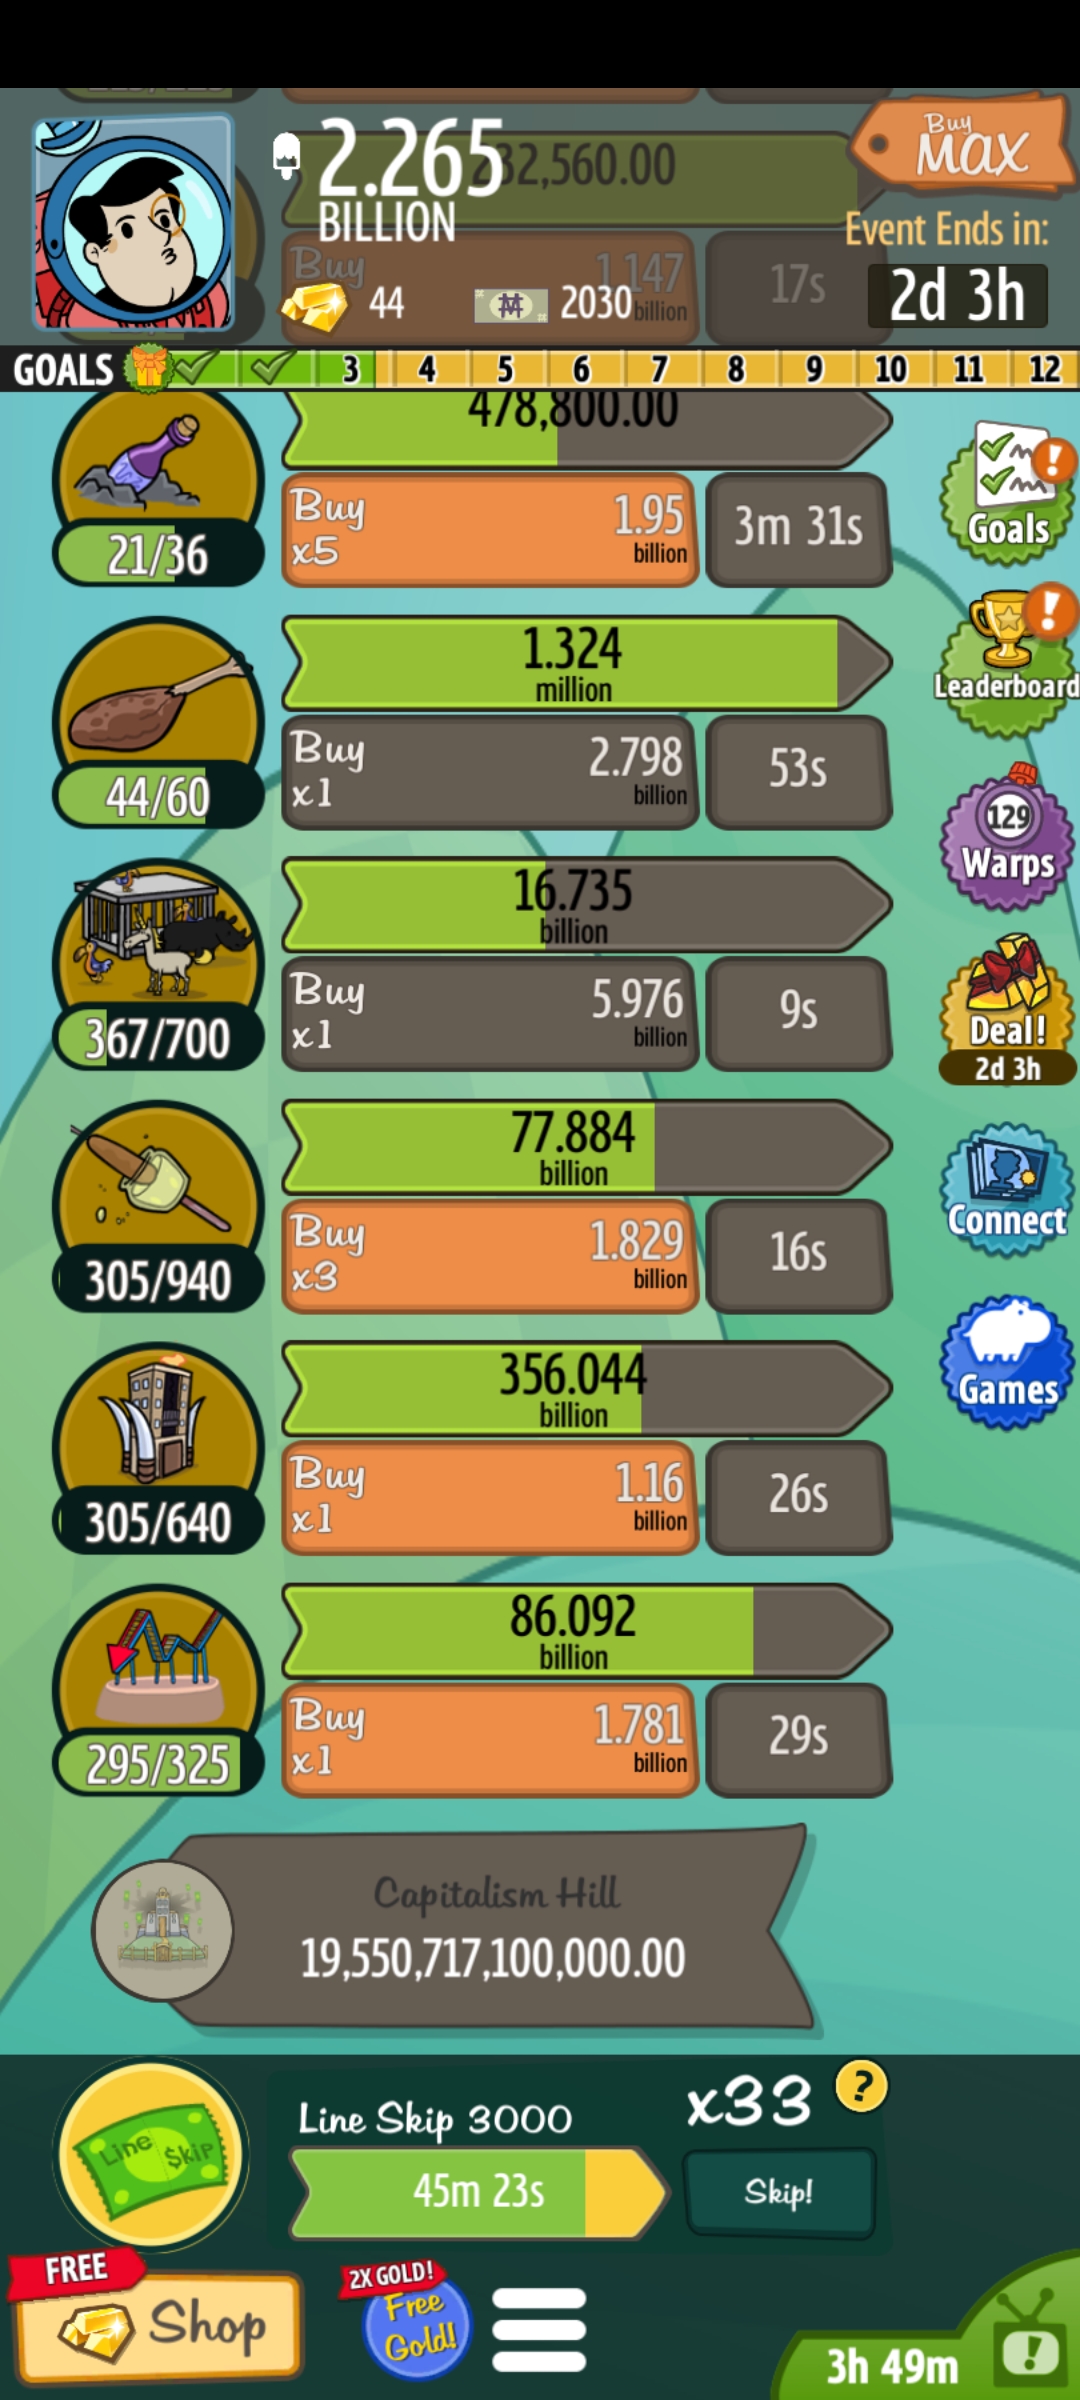 2.265
BILLION
232,560.00
Buy
MAX
Event Ends in:
2d 3h
Buy
1.147
billion
17s
44
2030
GOALS
3
4
5
6
7
8
9
10
11
12
478,800.00
Buy
x5
1.95
billion
3m 31s
21/36
Goals
1.324
million
Buy
x1
2.798
billion
53s
44/60
Leaderboard
16.735
billion
Buy
x1
5.976
billion
9s
367/700
129
Warps
Deal!
2d 3h
77.884
billion
Buy
x3
1.829
billion
16s
305/940
Connect
356.044
billion
Buy
x1
1.16
billion
26s
305/640
Games
86.092
billion
Buy
x1
1.781
billion
29s
295/325
Capitalism Hill
19,550,717,100,000.00
Line $kip
Line Skip 3000
x33
?
45m 23s
Skip!
FREE
Shop
2X GOLD!
Free
Gold!
3h 49m